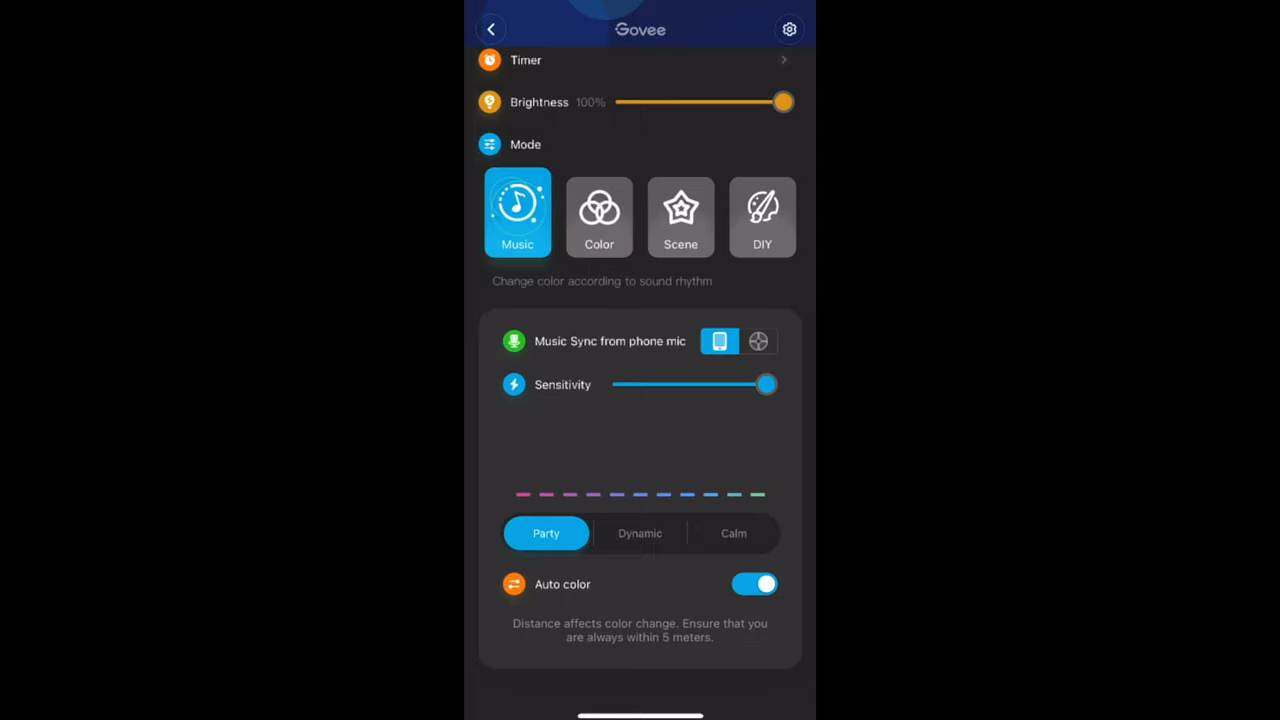 Govee
Timer
Brightness 100%
Mode
Music Color Scene DIY
Change color according to sound rhythm
Music Sync from phone mic
Sensitivity
Party Dynamic Calm
Auto color
Distance affects color change. Ensure that you
are always within 5 meters.